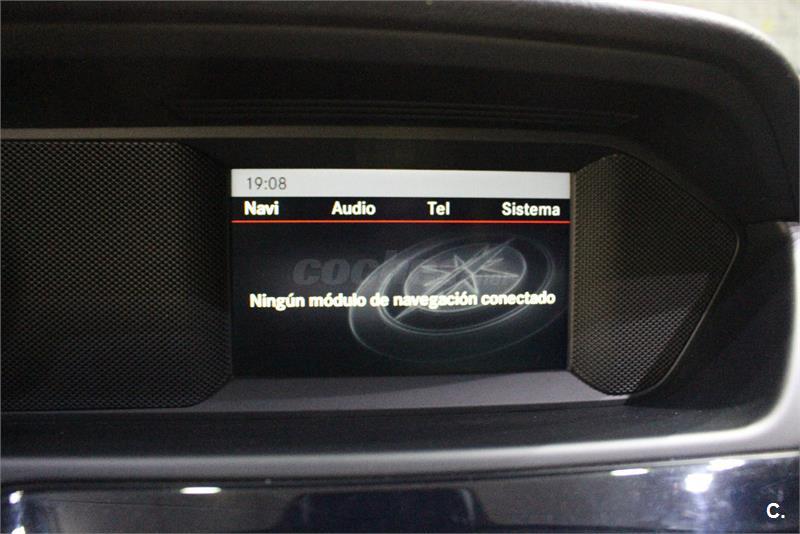 19:08
Navi Audio Tel Sistema
Ningún módulo de navegación conectado
C.